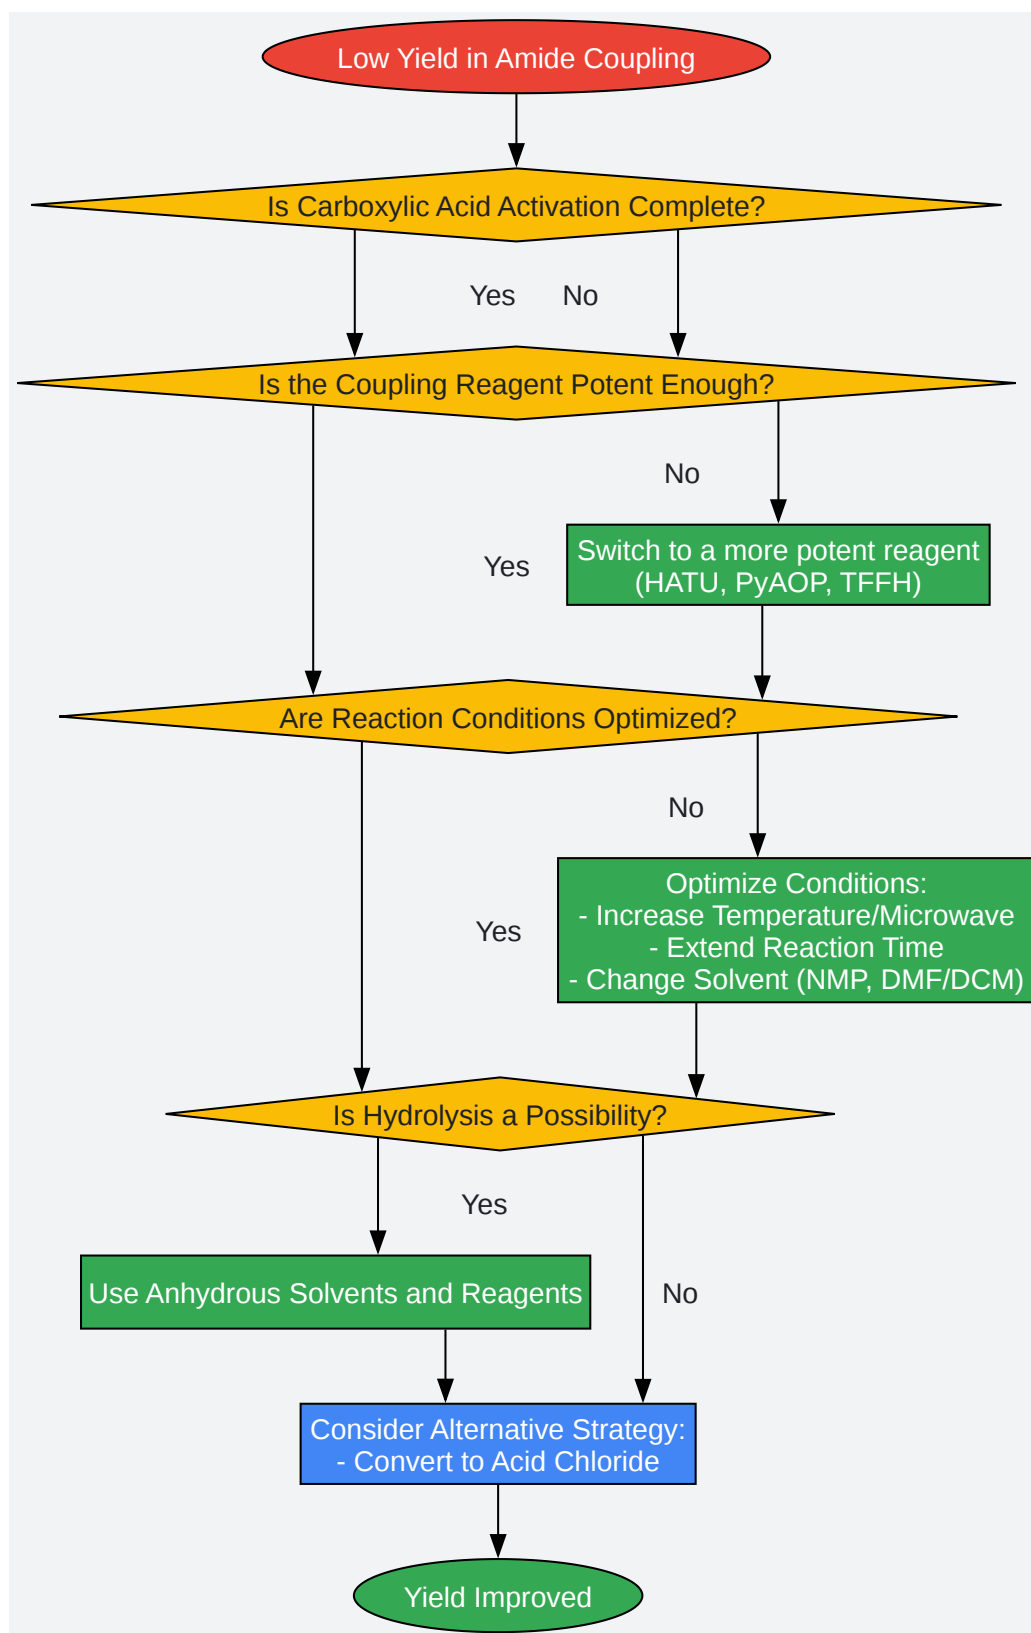 Low Yield in Amide Coupling
Is Carboxylic Acid Activation Complete?
Yes
No
Is the Coupling Reagent Potent Enough?
No
Switch to a more potent reagent
(HATU, PyAOP, TFFH)
Yes
Are Reaction Conditions Optimized?
No
Optimize Conditions:
- Increase Temperature/Microwave
- Extend Reaction Time
- Change Solvent (NMP, DMF/DCM)
Yes
Is Hydrolysis a Possibility?
Yes
Use Anhydrous Solvents and Reagents
No
Consider Alternative Strategy:
- Convert to Acid Chloride
Yield Improved